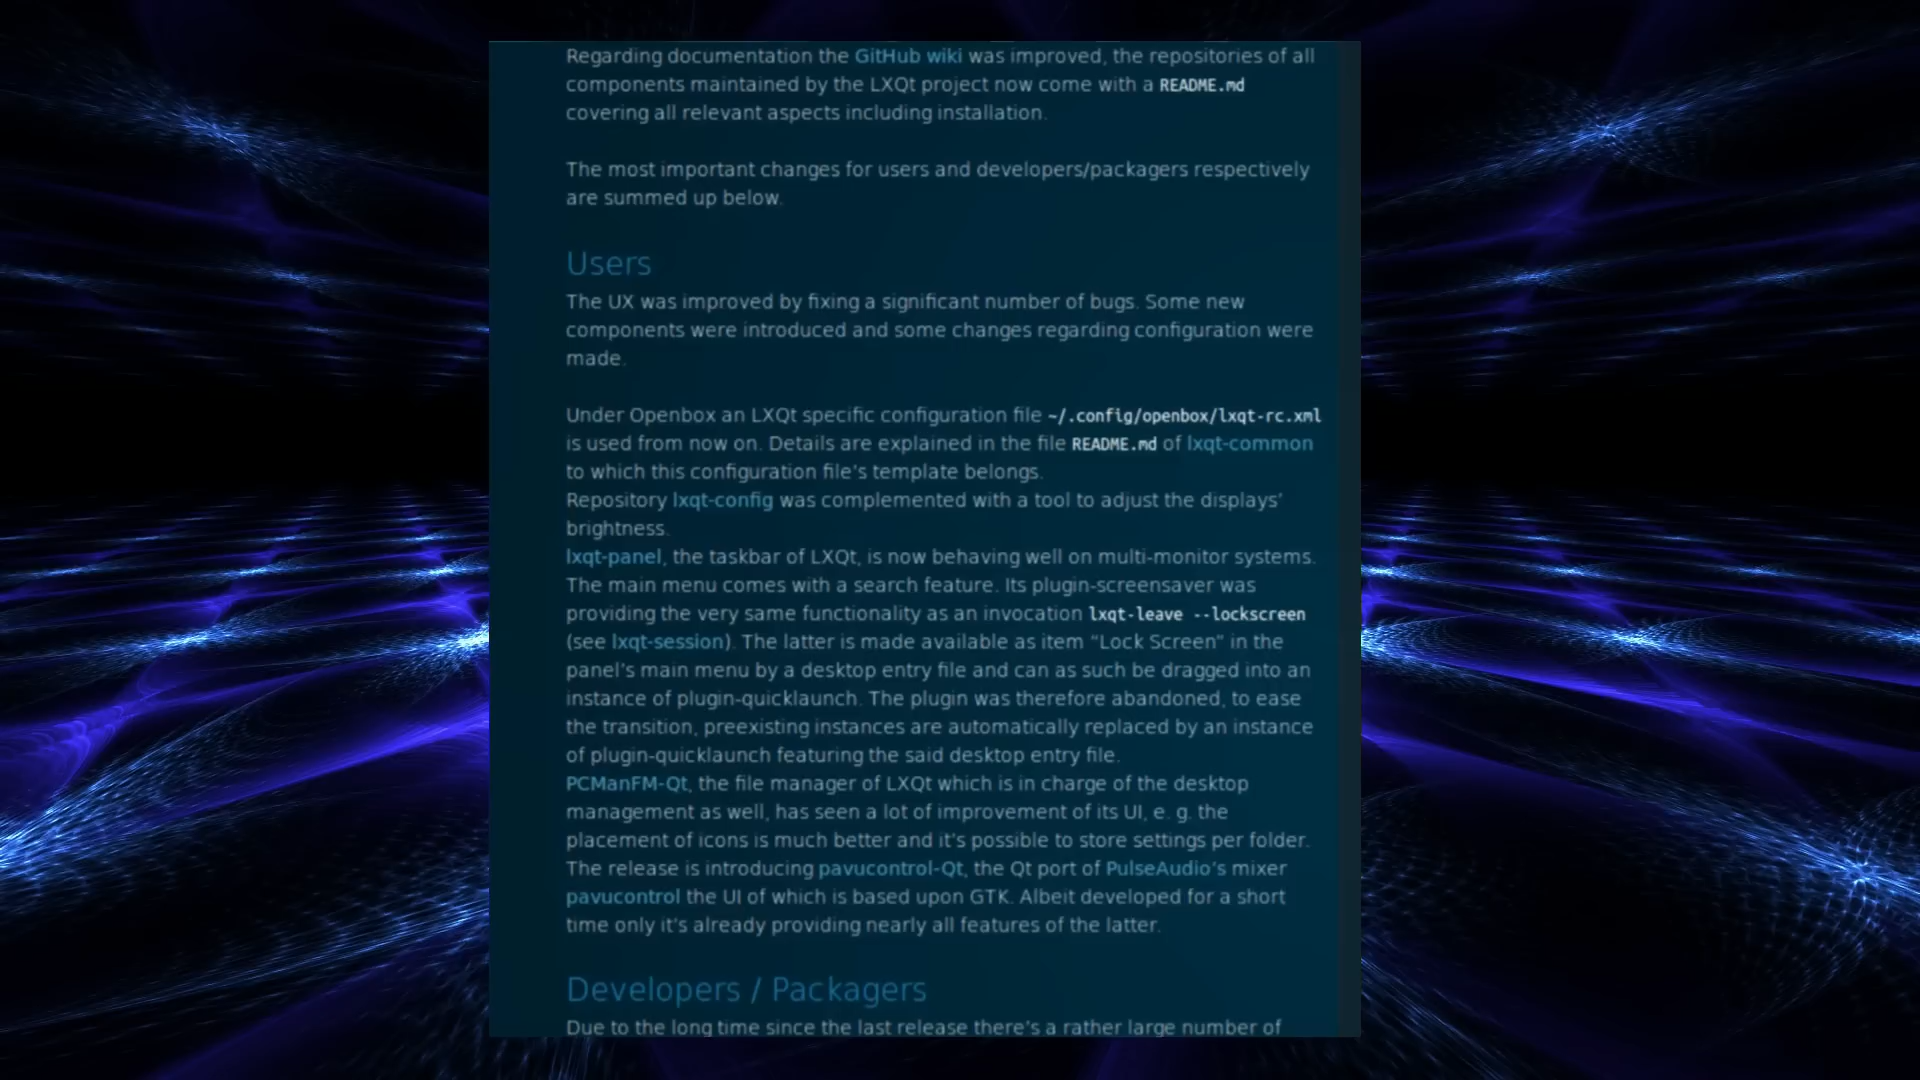 Regarding documentation the GitHub wiki was improved, the repositories of all
components maintained by the LXQt project now come with a README.md
covering all relevant aspects including installation.
The most important changes for users and developers/packagers respectively
are summed up below.
Users
The UX was improved by fixing a significant number of bugs. Some new
components were introduced and some changes regarding configuration were
made.
Under Openbox an LXQt specific configuration file ~/.config/openbox/lxqt-rc.xml
is used from now on. Details are explained in the file README.md of lxqt-common
to which this configuration file's template belongs.
Repository lxqt-config was complemented with a tool to adjust the displays'
brightness.
lxqt-panel, the taskbar of LXQt, is now behaving well on multi-monitor systems.
The main menu comes with a search feature. Its plugin-screensaver was
providing the very same functionality as an invocation lxqt-leave --lockscreen
(see lxqt-session). The latter is made available as item “Lock Screen” in the
panel's main menu by a desktop entry file and can as such be dragged into an
instance of plugin-quicklaunch. The plugin was therefore abandoned, to ease
the transition, preexisting instances are automatically replaced by an instance
of plugin-quicklaunch featuring the said desktop entry file.
PCManFM-Qt, the file manager of LXQt which is in charge of the desktop
management as well, has seen a lot of improvement of its UI, e. g. the
placement of icons is much better and it's possible to store settings per folder.
The release is introducing pavucontrol-Qt, the Qt port of PulseAudio's mixer
pavucontrol the UI of which is based upon GTK. Albeit developed for a short
time only it's already providing nearly all features of the latter.
Developers / Packagers
Due to the long time since the last release there's a rather large number of